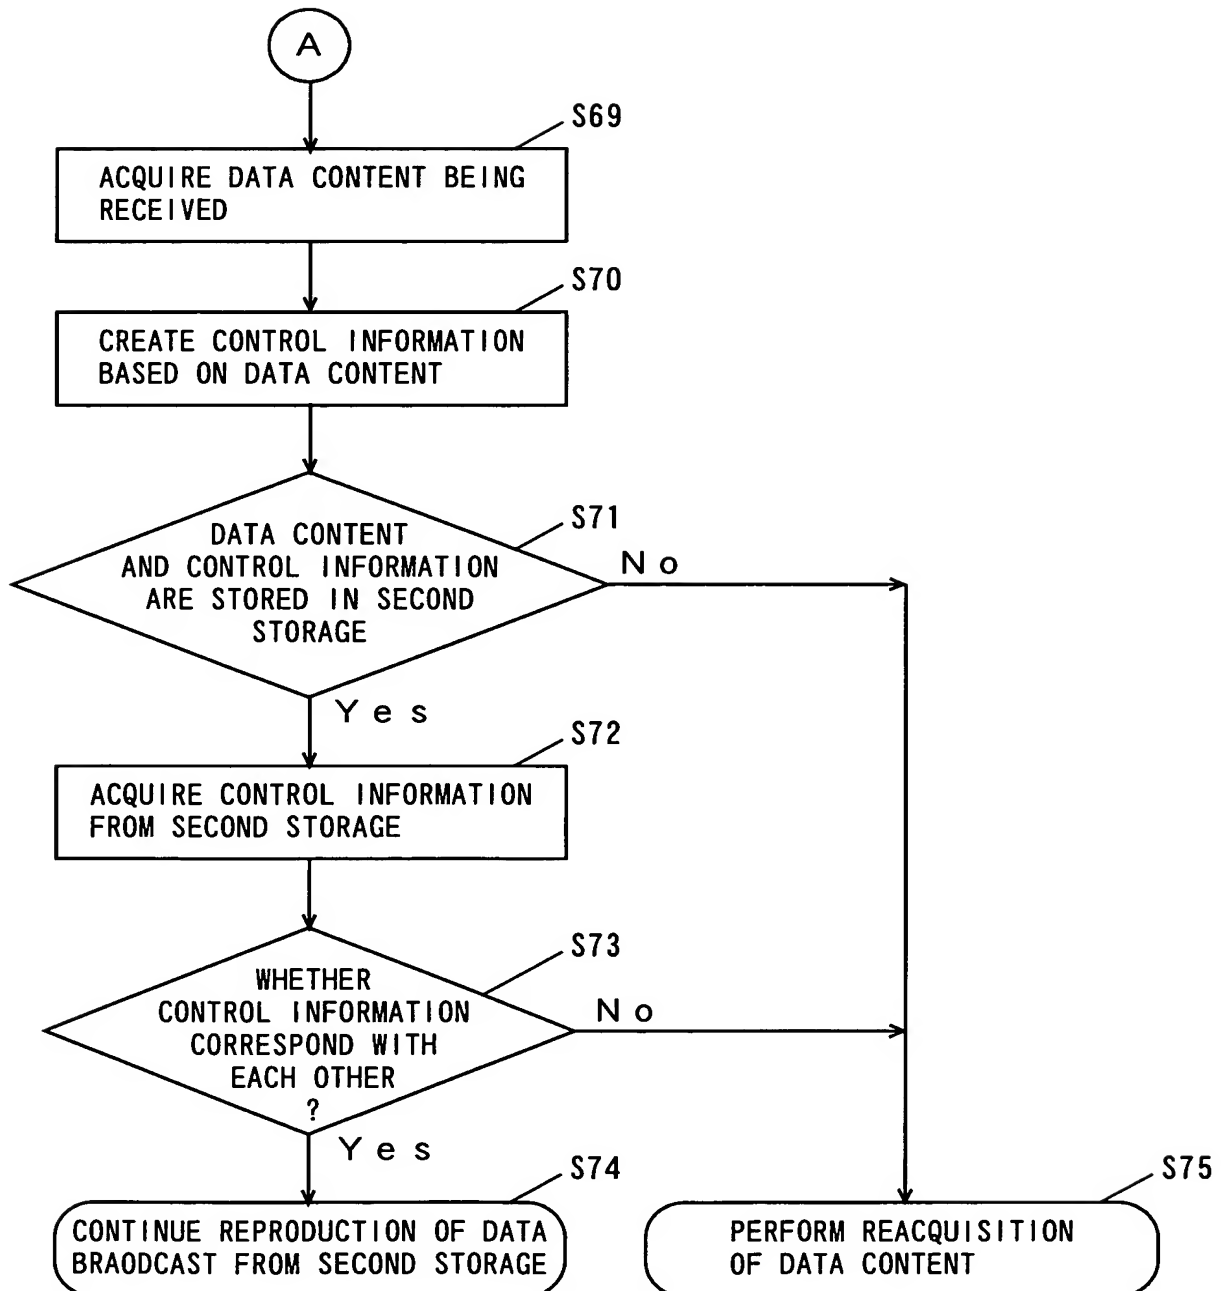 A
S69
ACQUIRE DATA CONTENT BEING
RECEIVED
S70
CREATE CONTROL INFORMATION
BASED ON DATA CONTENT
S71
DATA CONTENT
AND CONTROL INFORMATION
ARE STORED IN SECOND
STORAGE
No
Yes
S72
ACQUIRE CONTROL INFORMATION
FROM SECOND STORAGE
S73
WHETHER
CONTROL INFORMATION
CORRESPOND WITH
EACH OTHER
?
No
Yes
S74
CONTINUE REPRODUCTION OF DATA
BRAODCAST FROM SECOND STORAGE
S75
PERFORM REACQUISITION
OF DATA CONTENT